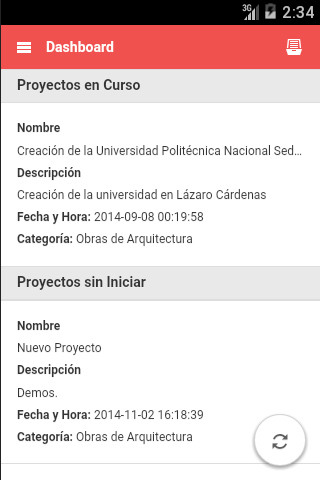 3G 2:34
Dashboard
Proyectos en Curso
Nombre
Creación de la Universidad Politécnica Nacional Sed...
Descripción
Creación de la universidad en Lázaro Cárdenas
Fecha y Hora: 2014-09-08 00:19:58
Categoría: Obras de Arquitectura
Proyectos sin Iniciar
Nombre
Nuevo Proyecto
Descripción
Demos.
Fecha y Hora: 2014-11-02 16:18:39
Categoría: Obras de Arquitectura